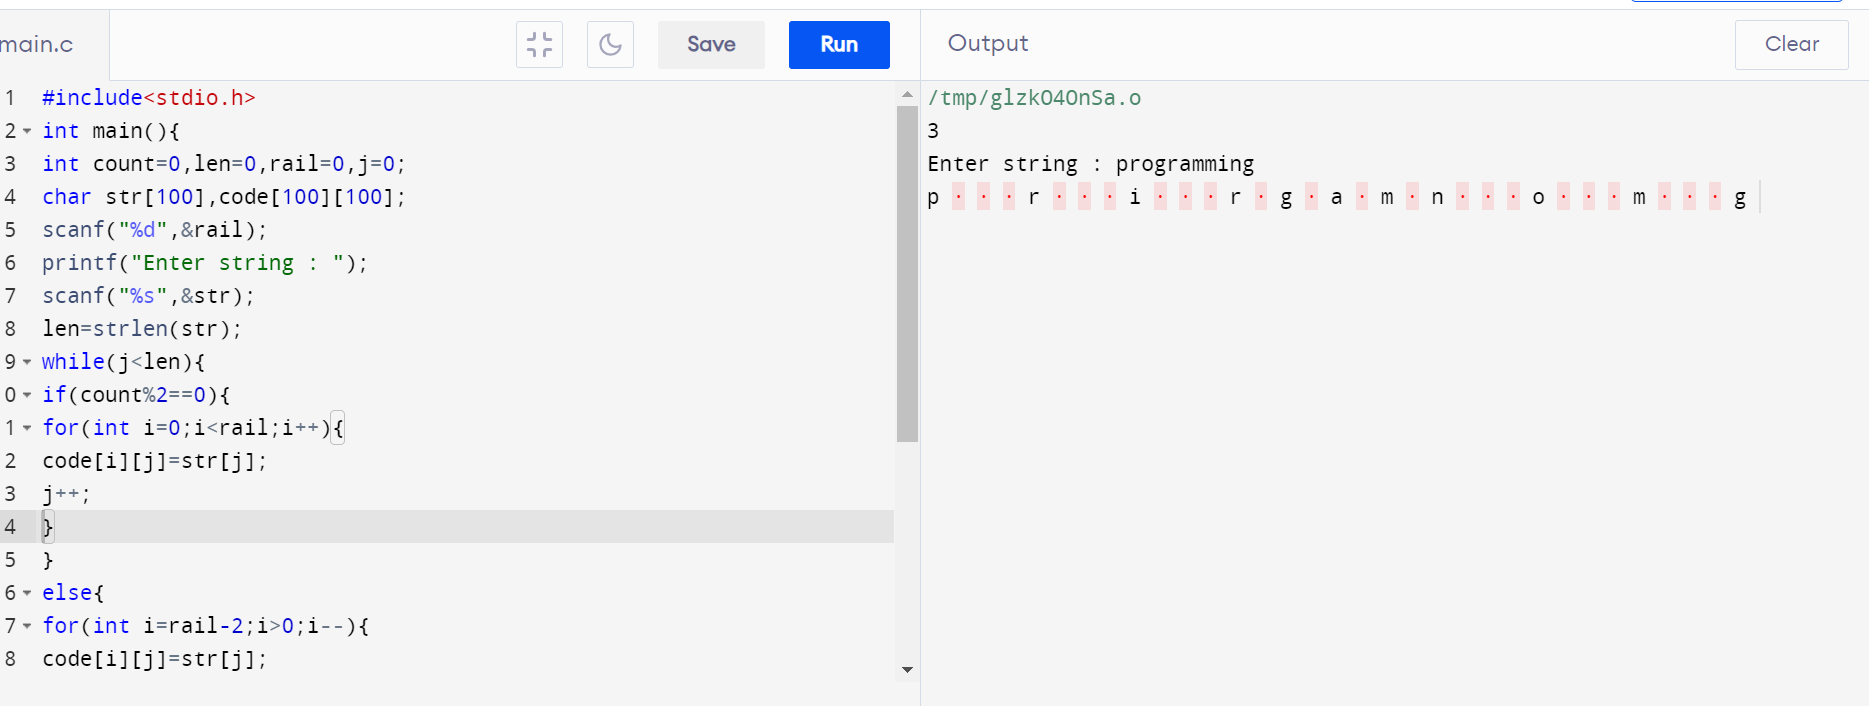 main.c
Save
Run
Output
Clear
1 #include<stdio.h>
2 int main(){
3 int count=0,len=0,rail=0,j=0;
4 char str[100],code[100][100];
5 scanf("%d",&rail);
6 printf("Enter string : ");
7 scanf("%s",&str);
8 len=strlen(str);
9 while(j<len){
0 if(count%2==0){
1 for(int i=0;i<rail;i++){
2 code[i][j]=str[j];
3 j++;
4 }
5 }
6 else{
7 for(int i=rail-2;i>0;i--){
8 code[i][j]=str[j];
/tmp/glzkO4OnSa.o
3
Enter string : programming
p · · · r · · · i · · · r · g · a · m · n · · · o · · · m · · · g